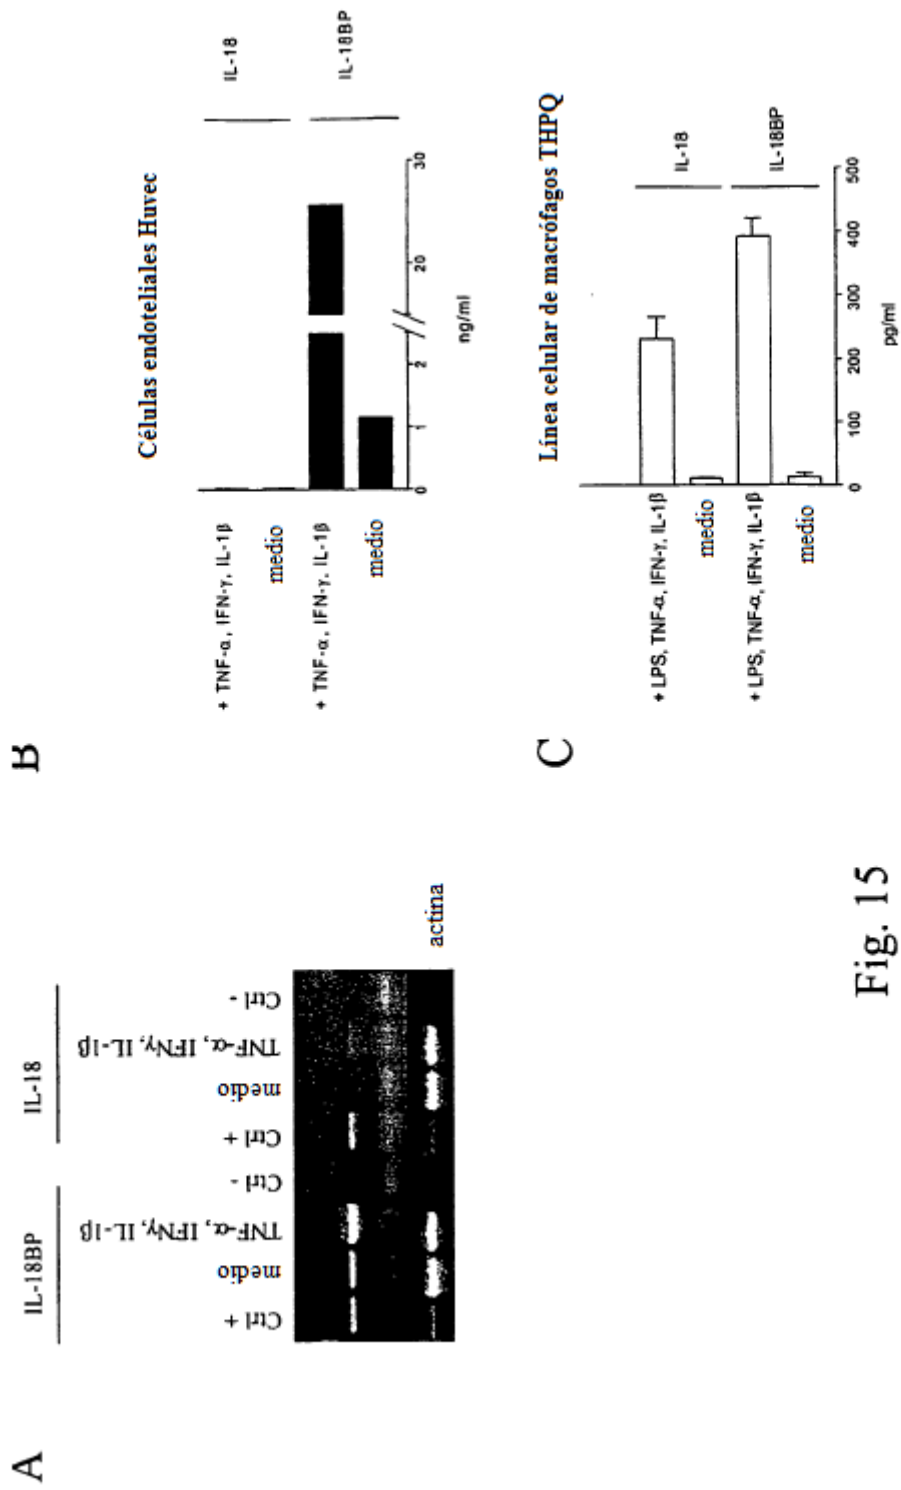 A
IL-18BP
IL-18
Ctrl +
medio
TNF-α, IFNγ, IL-1β
Ctrl -
Ctrl +
medio
TNF-α, IFNγ, IL-1β
Ctrl -
actina
B
Células endoteliales Huvec
+ TNF-α, IFN-γ, IL-1β
medio
+ TNF-α, IFN-γ, IL-1β
medio
IL-18
IL-18BP
0
1
2
20
30
ng/ml
C
Línea celular de macrófagos THPQ
+ LPS, TNF-α, IFN-γ, IL-1β
medio
+ LPS, TNF-α, IFN-γ, IL-1β
medio
IL-18
IL-18BP
0
100
200
300
400
500
pg/ml
Fig. 15